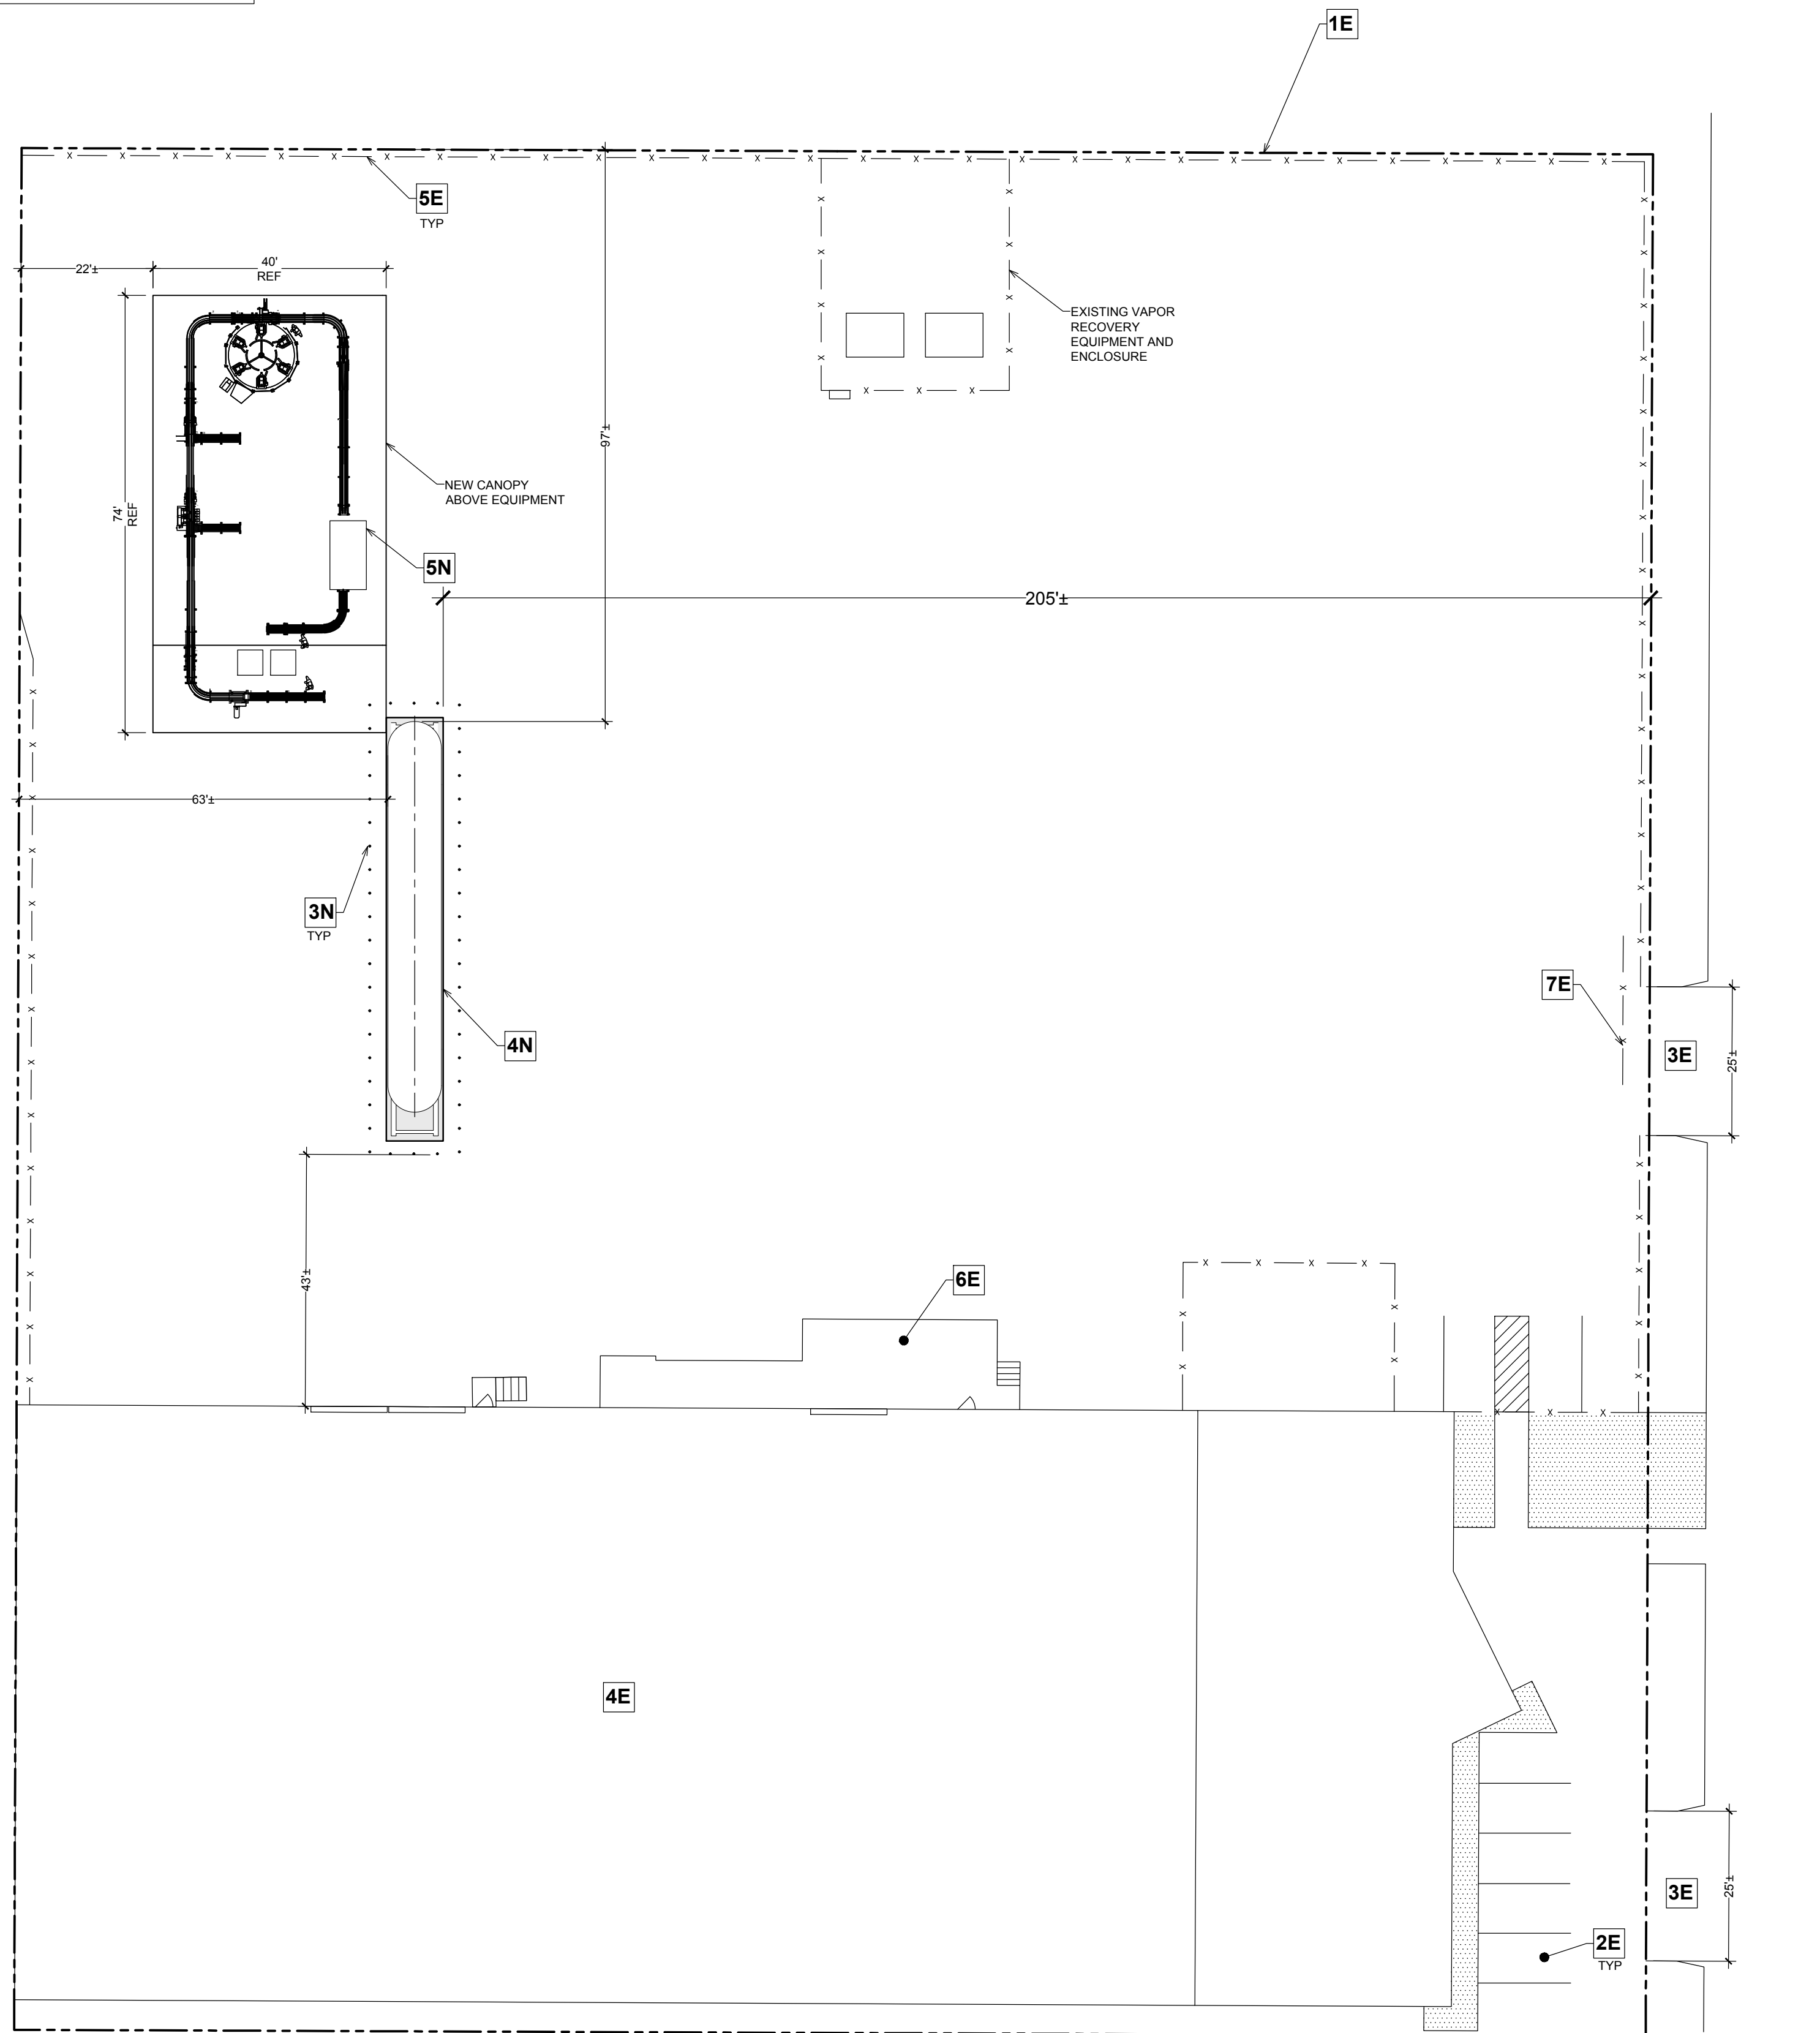 1E
5E
TYP
22'±
40'
REF
EXISTING VAPOR
RECOVERY
EQUIPMENT AND
ENCLOSURE
97'±
NEW CANOPY
ABOVE EQUIPMENT
74'
REF
5N
205'±
63'±
3N
TYP
7E
4N
3E
25'±
43'±
6E
4E
3E
25'±
2E
TYP